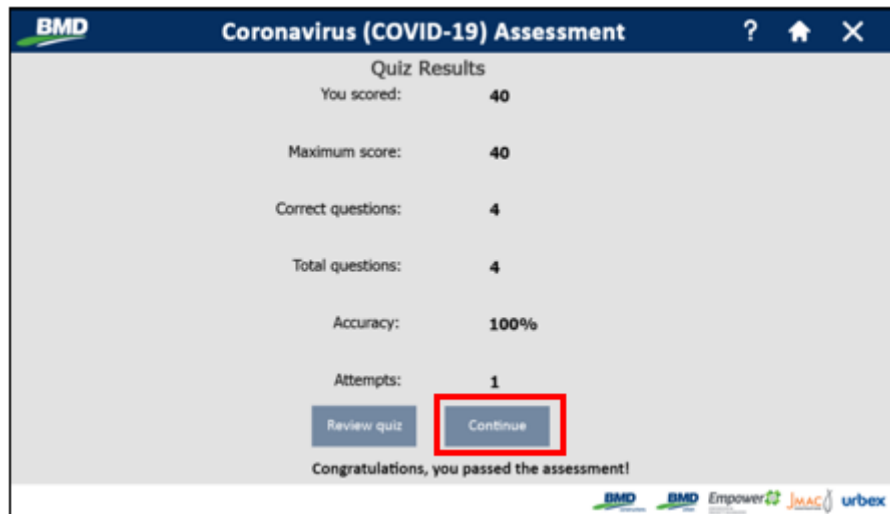 BMD Coronavirus (COVID-19) Assessment ?
Quiz Results
You scored: 40
Maximum score: 40
Correct questions: 4
Total questions: 4
Accuracy: 100%
Attempts: 1
Review quiz Continue
Congratulations, you passed the assessment!
BMD BMD Empower JMAC urbex